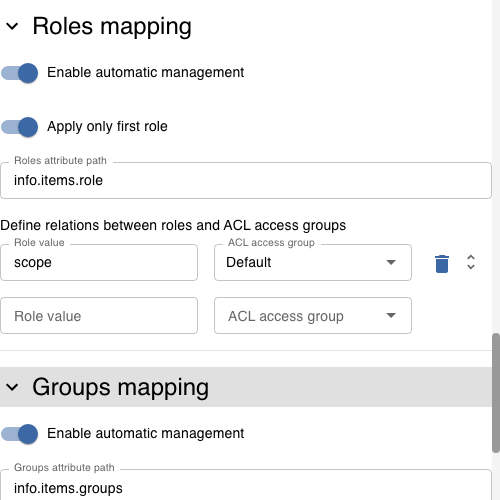 Roles mapping
Enable automatic management
Apply only first role
Roles attribute path
info.items.role
Define relations between roles and ACL access groups
Role value
ACL access group
scope
Default
Role value
ACL access group
Groups mapping
Enable automatic management
Groups attribute path
info.items.groups